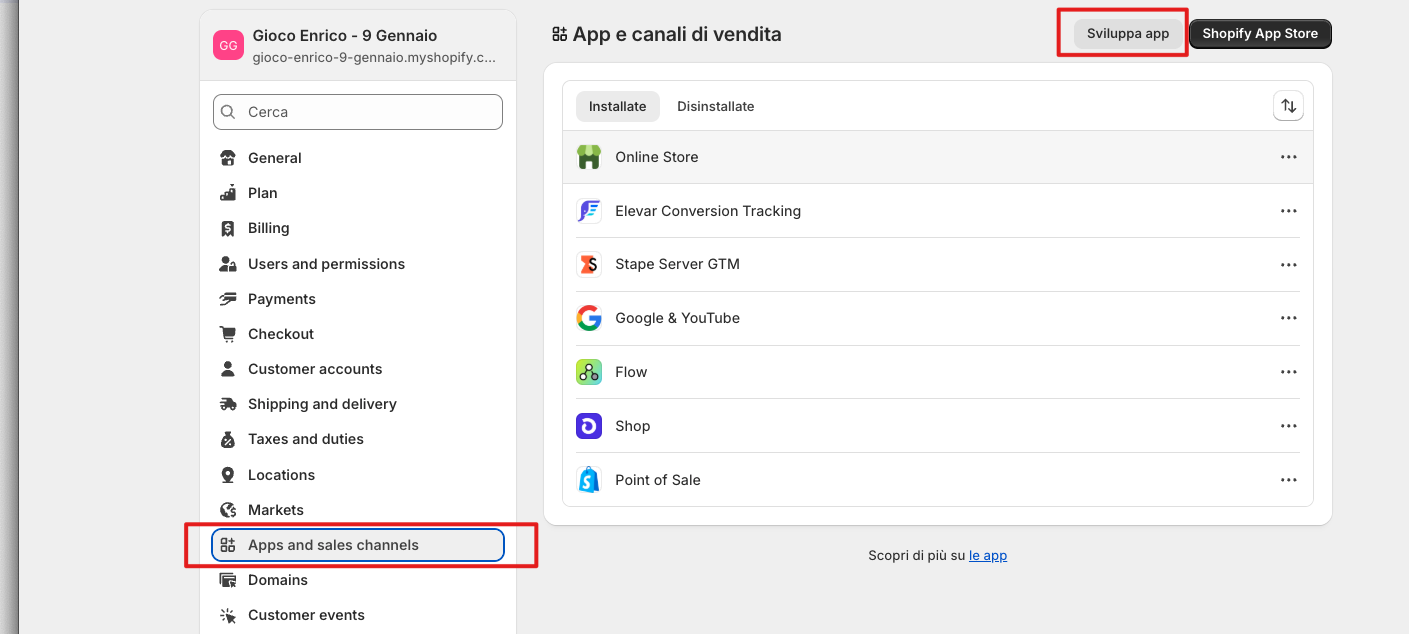 GG
Gioco Enrico - 9 Gennaio
gioco-enrico-9-gennaio.myshopify.c...
Cerca
General
Plan
Billing
Users and permissions
Payments
Checkout
Customer accounts
Shipping and delivery
Taxes and duties
Locations
Markets
Apps and sales channels
Domains
Customer events
App e canali di vendita
Sviluppa app
Shopify App Store
Installate
Disinstallate
Online Store
Elevar Conversion Tracking
Stape Server GTM
Google & YouTube
Flow
Shop
Point of Sale
Scopri di più su le app